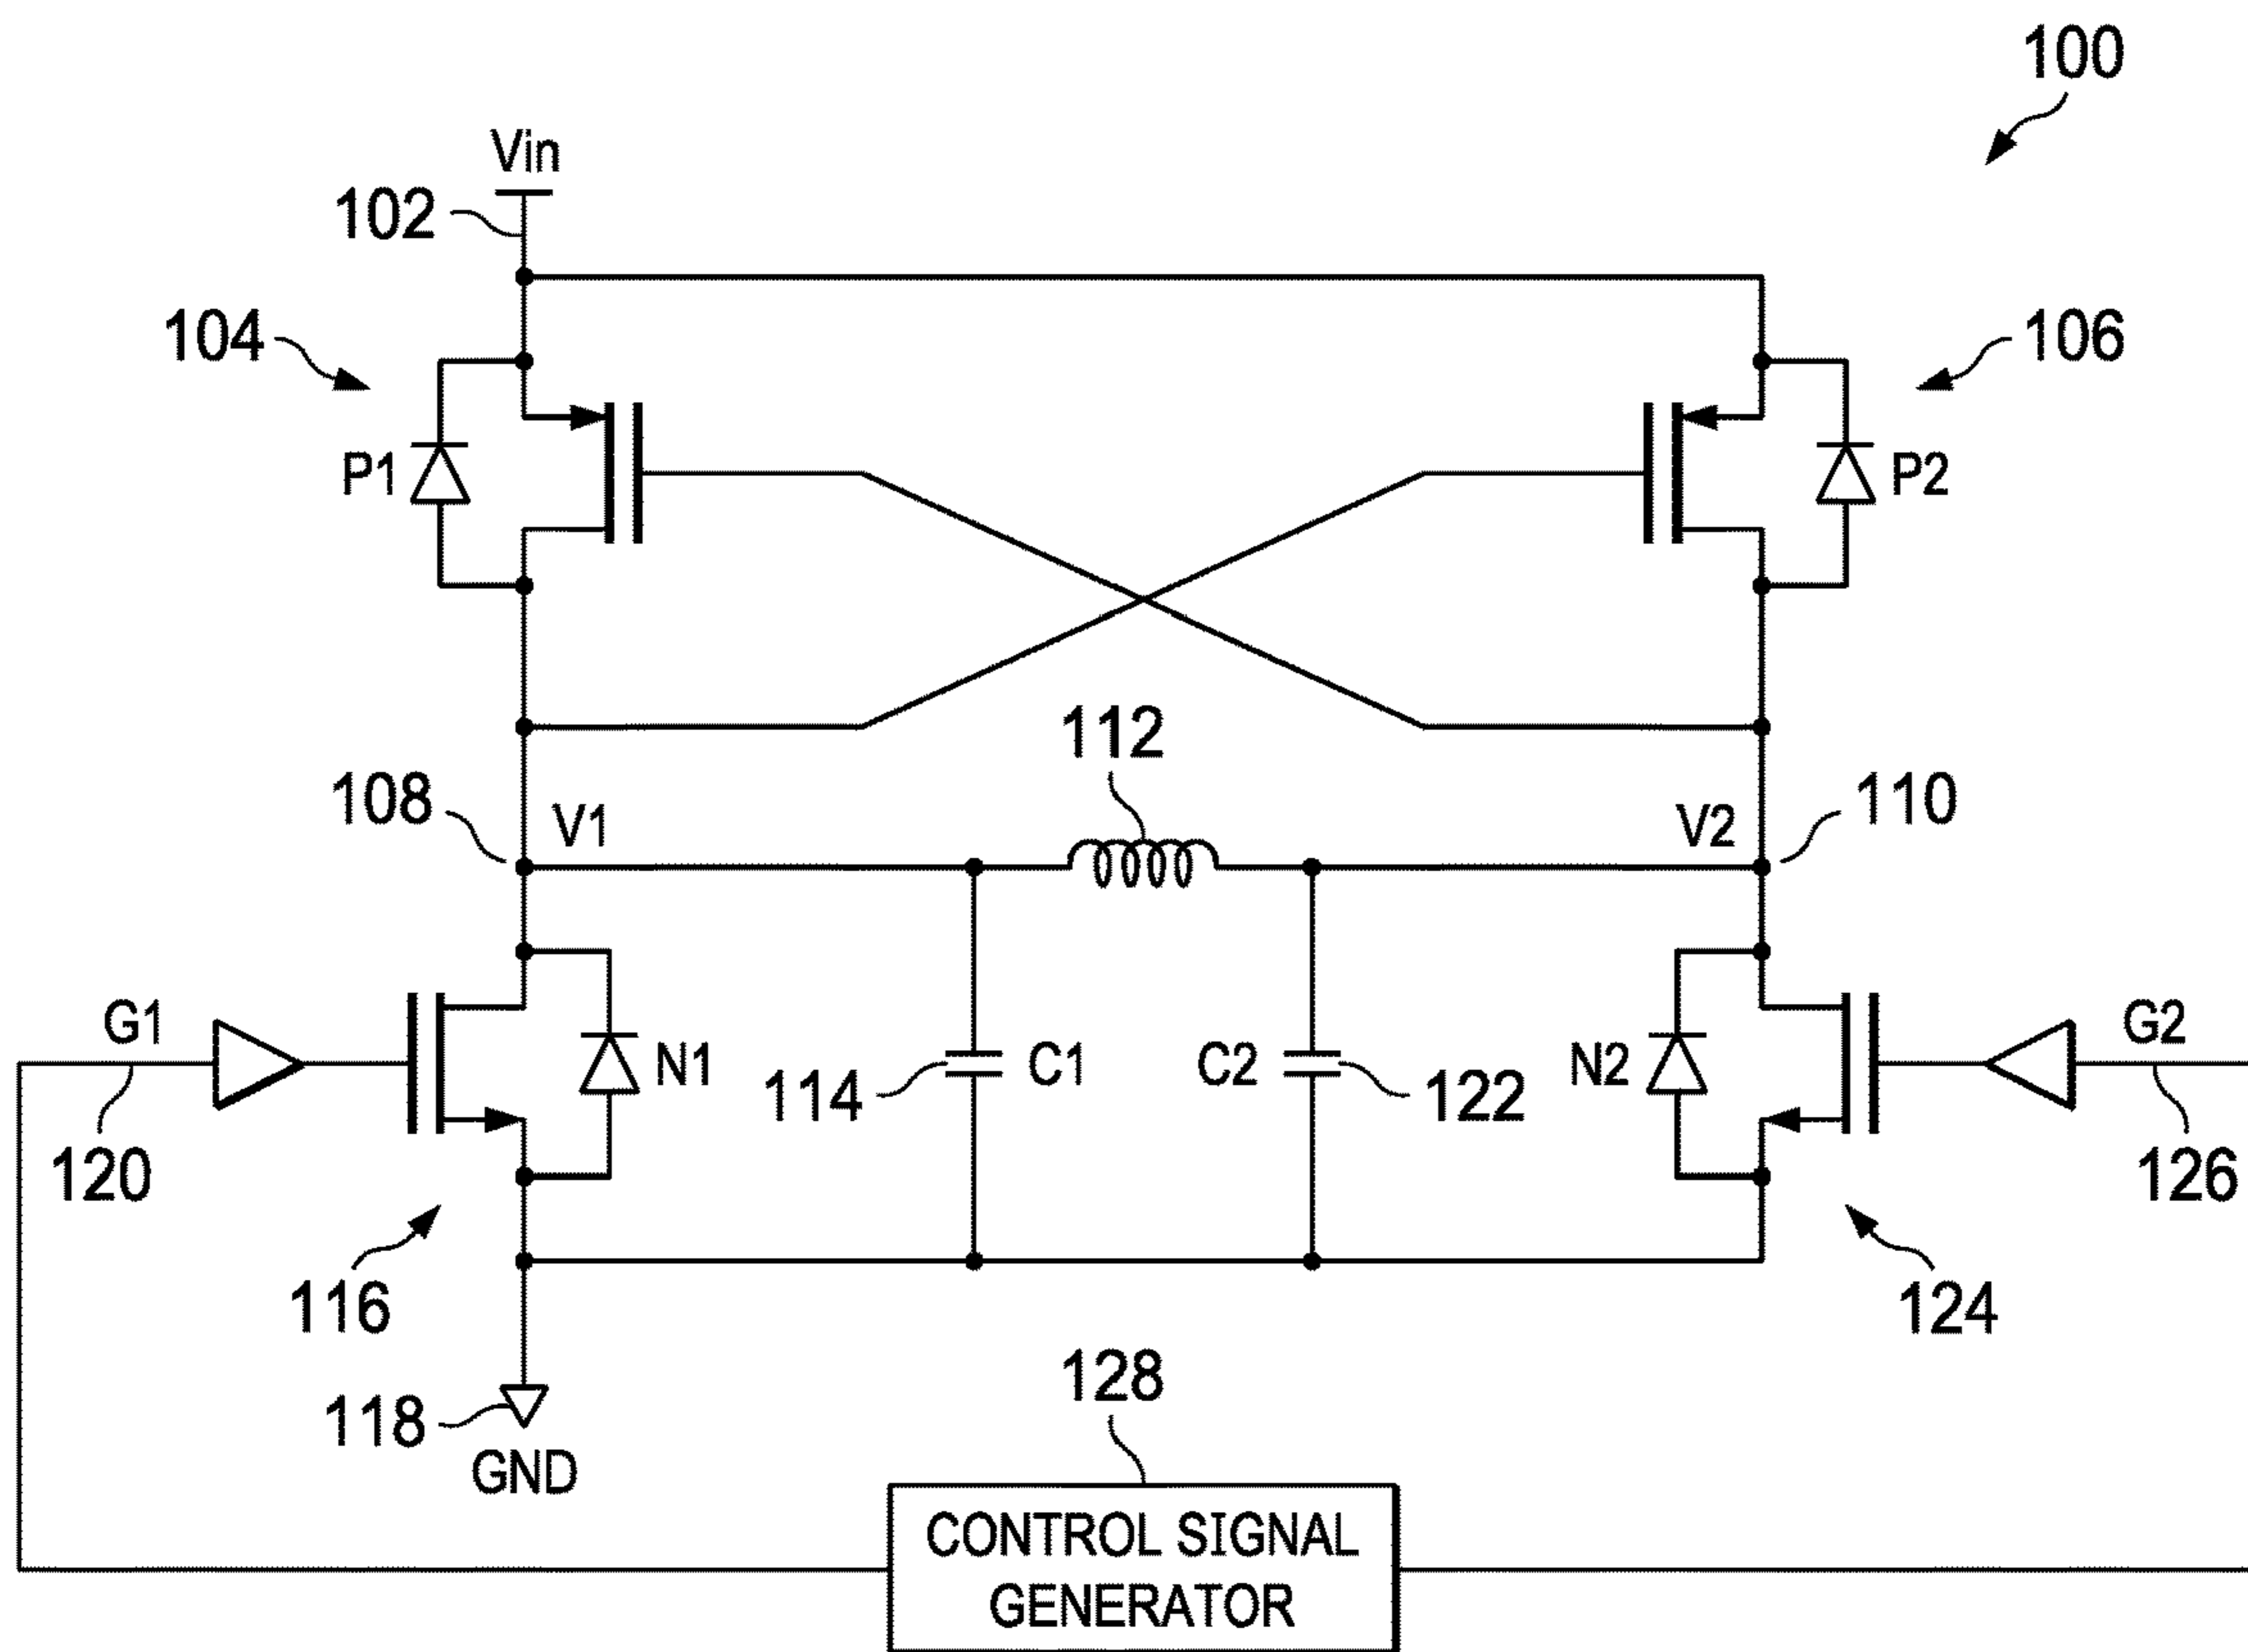 100
Vin
102
104
106
P1
P2
112
108
V1
V2
110
G1
N1
114
C1
C2
122
N2
G2
120
126
116
124
118
GND
128
CONTROL SIGNAL
GENERATOR